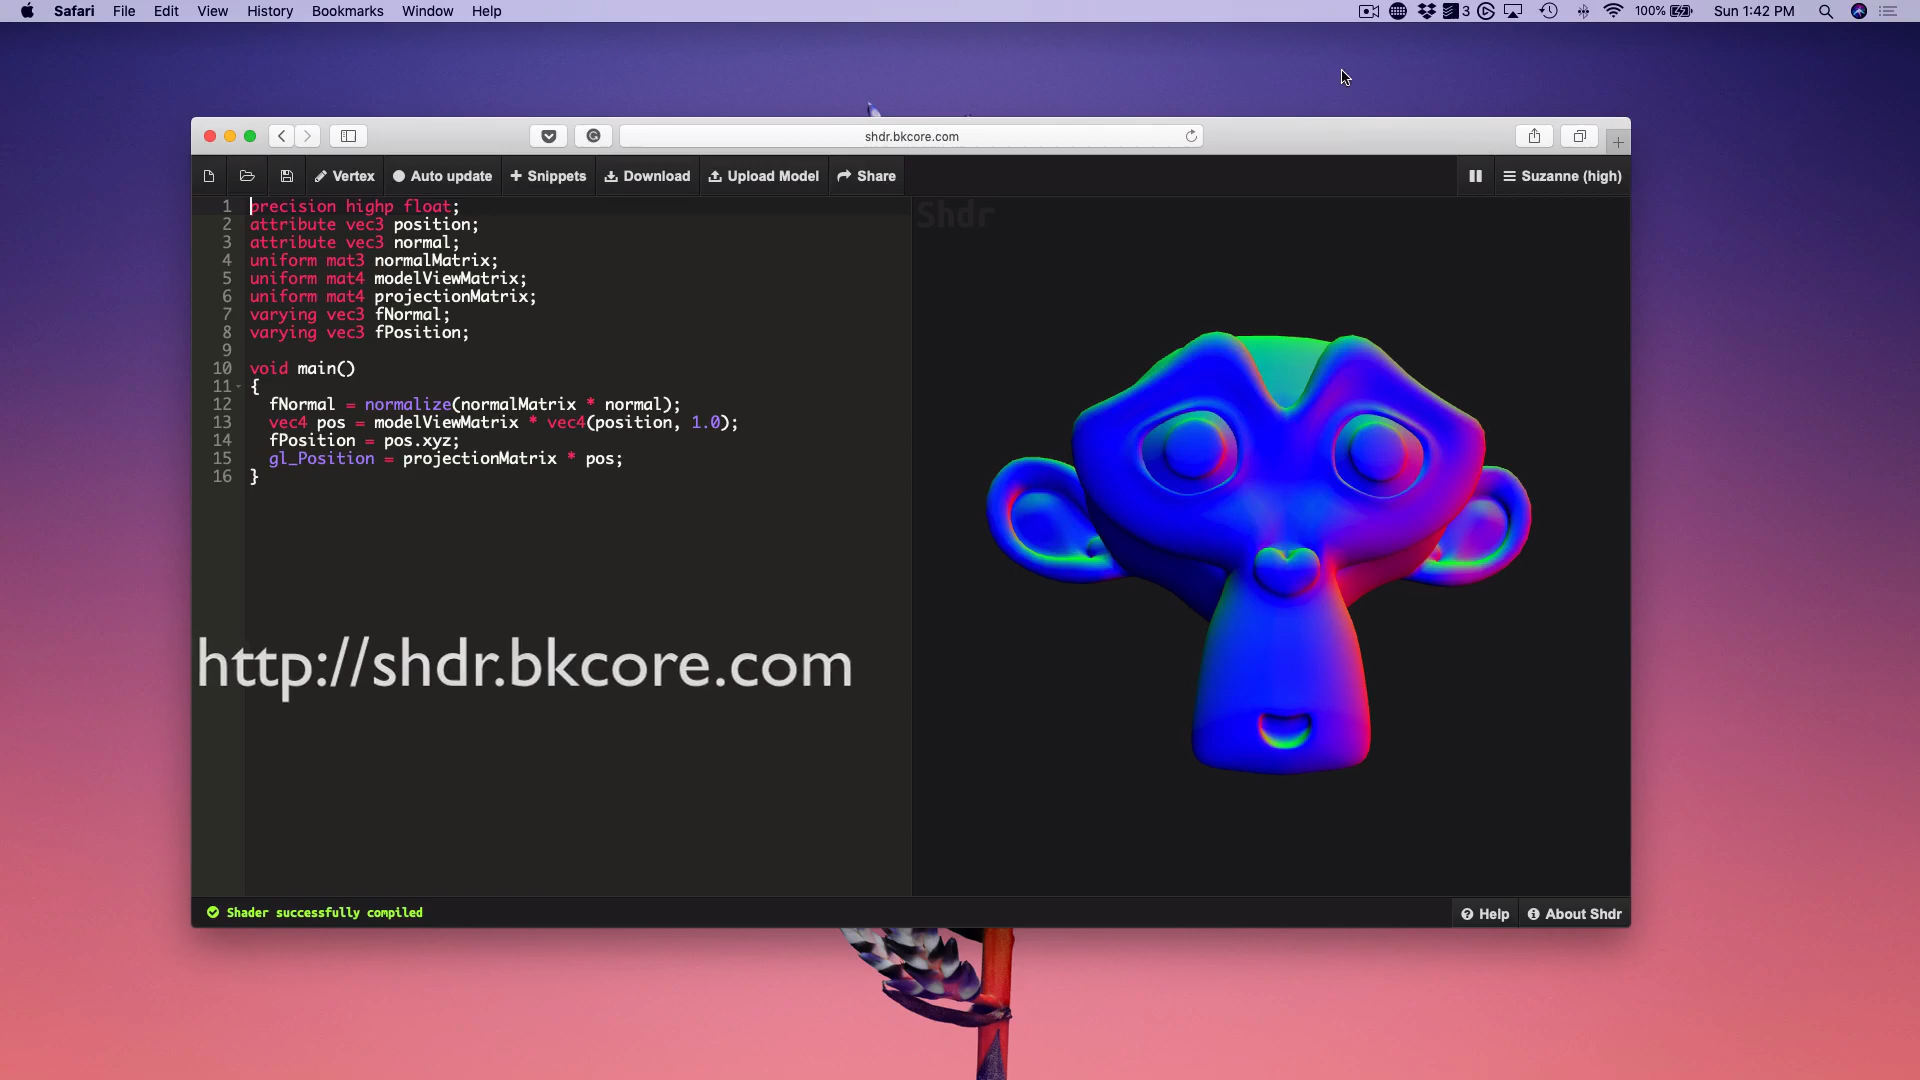 Safari File Edit View History Bookmarks Window Help 3 100% Sun 1:42 PM
shdr.bkcore.com
Vertex Auto update Snippets Download Upload Model Share Suzanne (high)
1 precision highp float;
2 attribute vec3 position;
3 attribute vec3 normal;
4 uniform mat3 normalMatrix;
5 uniform mat4 modelViewMatrix;
6 uniform mat4 projectionMatrix;
7 varying vec3 fNormal;
8 varying vec3 fPosition;
9
10 void main()
11 {
12 fNormal = normalize(normalMatrix * normal);
13 vec4 pos = modelViewMatrix * vec4(position, 1.0);
14 fPosition = pos.xyz;
15 gl_Position = projectionMatrix * pos;
16 }
Shdr
http://shdr.bkcore.com
Shader successfully compiled
Help About Shdr